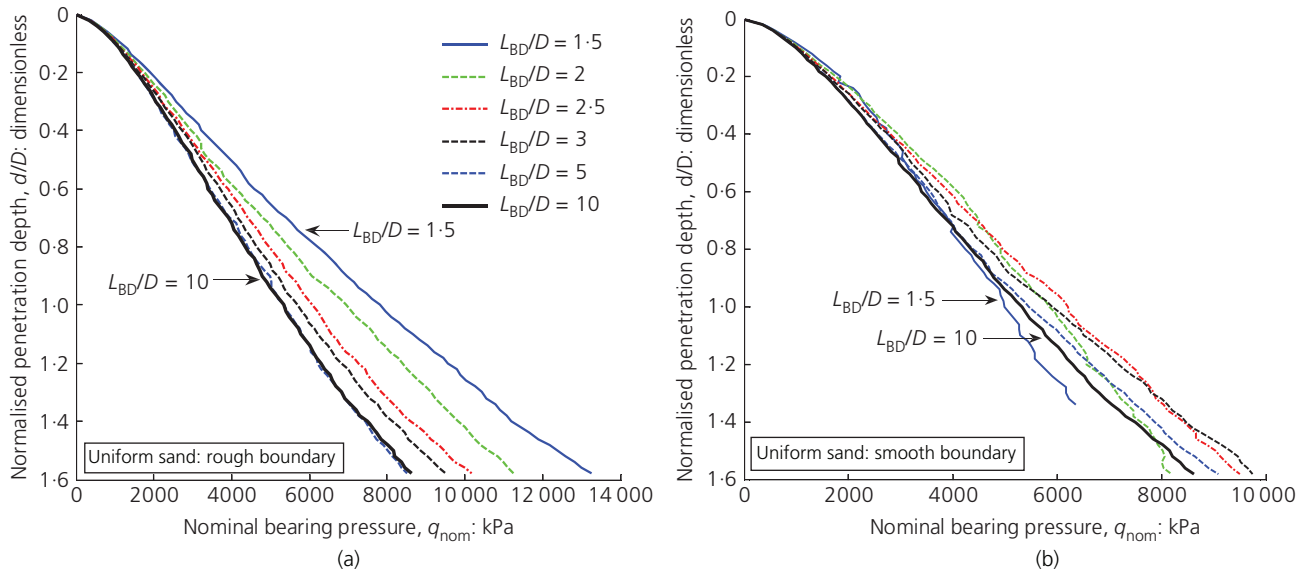 0
0·2
0·4
0·6
0·8
1·0
1·2
1·4
1·6
Normalised penetration depth, d/D: dimensionless
L_BD/D = 1·5
L_BD/D = 2
L_BD/D = 2·5
L_BD/D = 3
L_BD/D = 5
L_BD/D = 10
L_BD/D = 1·5
L_BD/D = 10
Uniform sand: rough boundary
0 2000 4000 6000 8000 10 000 12 000 14 000
Nominal bearing pressure, q_nom: kPa
(a)
0
0·2
0·4
0·6
0·8
1·0
1·2
1·4
1·6
Normalised penetration depth, d/D: dimensionless
L_BD/D = 1·5
L_BD/D = 10
Uniform sand: smooth boundary
0 2000 4000 6000 8000 10 000
Nominal bearing pressure, q_nom: kPa
(b)